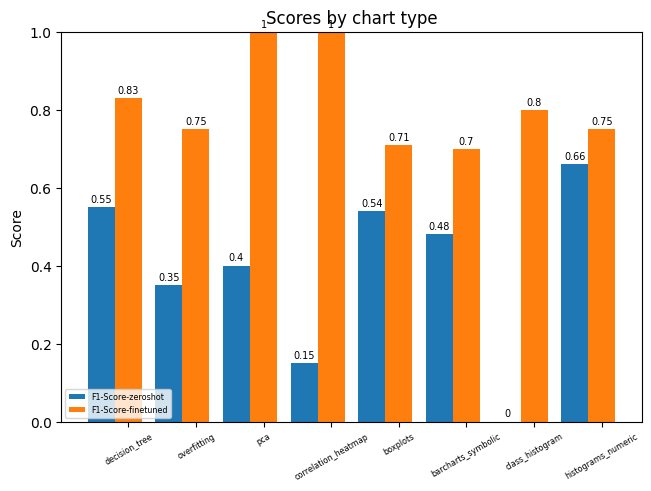 Scores by chart type
Score
1.0
0.8
0.6
0.4
0.2
0.0
0.55
0.83
0.35
0.75
0.4
1
0.15
1
0.54
0.71
0.48
0.7
0
0.8
0.66
0.75
F1-Score-zeroshot
F1-Score-finetuned
decision_tree
overfitting
pca
correlation_heatmap
boxplots
barcharts_symbolic
class_histogram
histograms_numeric